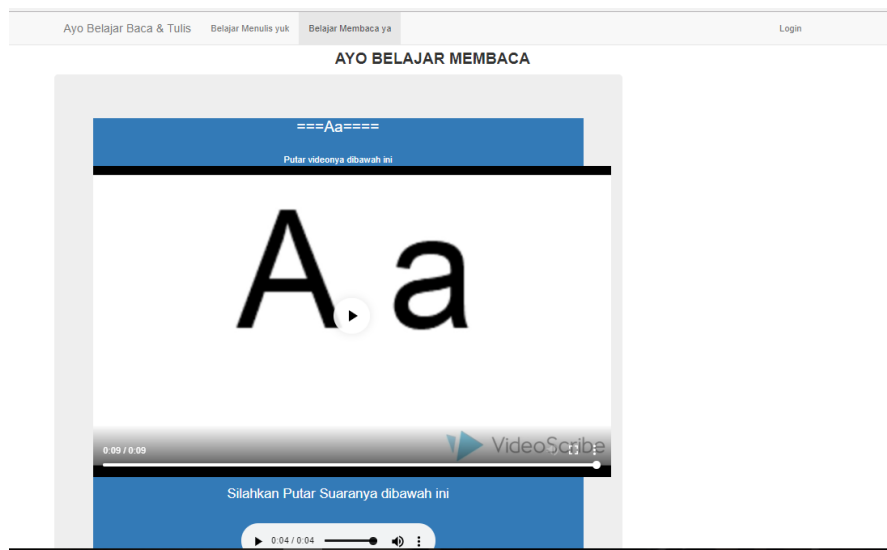 Ayo Belajar Baca & Tulis Belajar Menulis yuk Belajar Membaca ya Login
AYO BELAJAR MEMBACA
===Aa====
Putar videonya dibawah ini
A a
VideoScribe
0:09 / 0:09
Silahkan Putar Suaranya dibawah ini
0:04 / 0:04